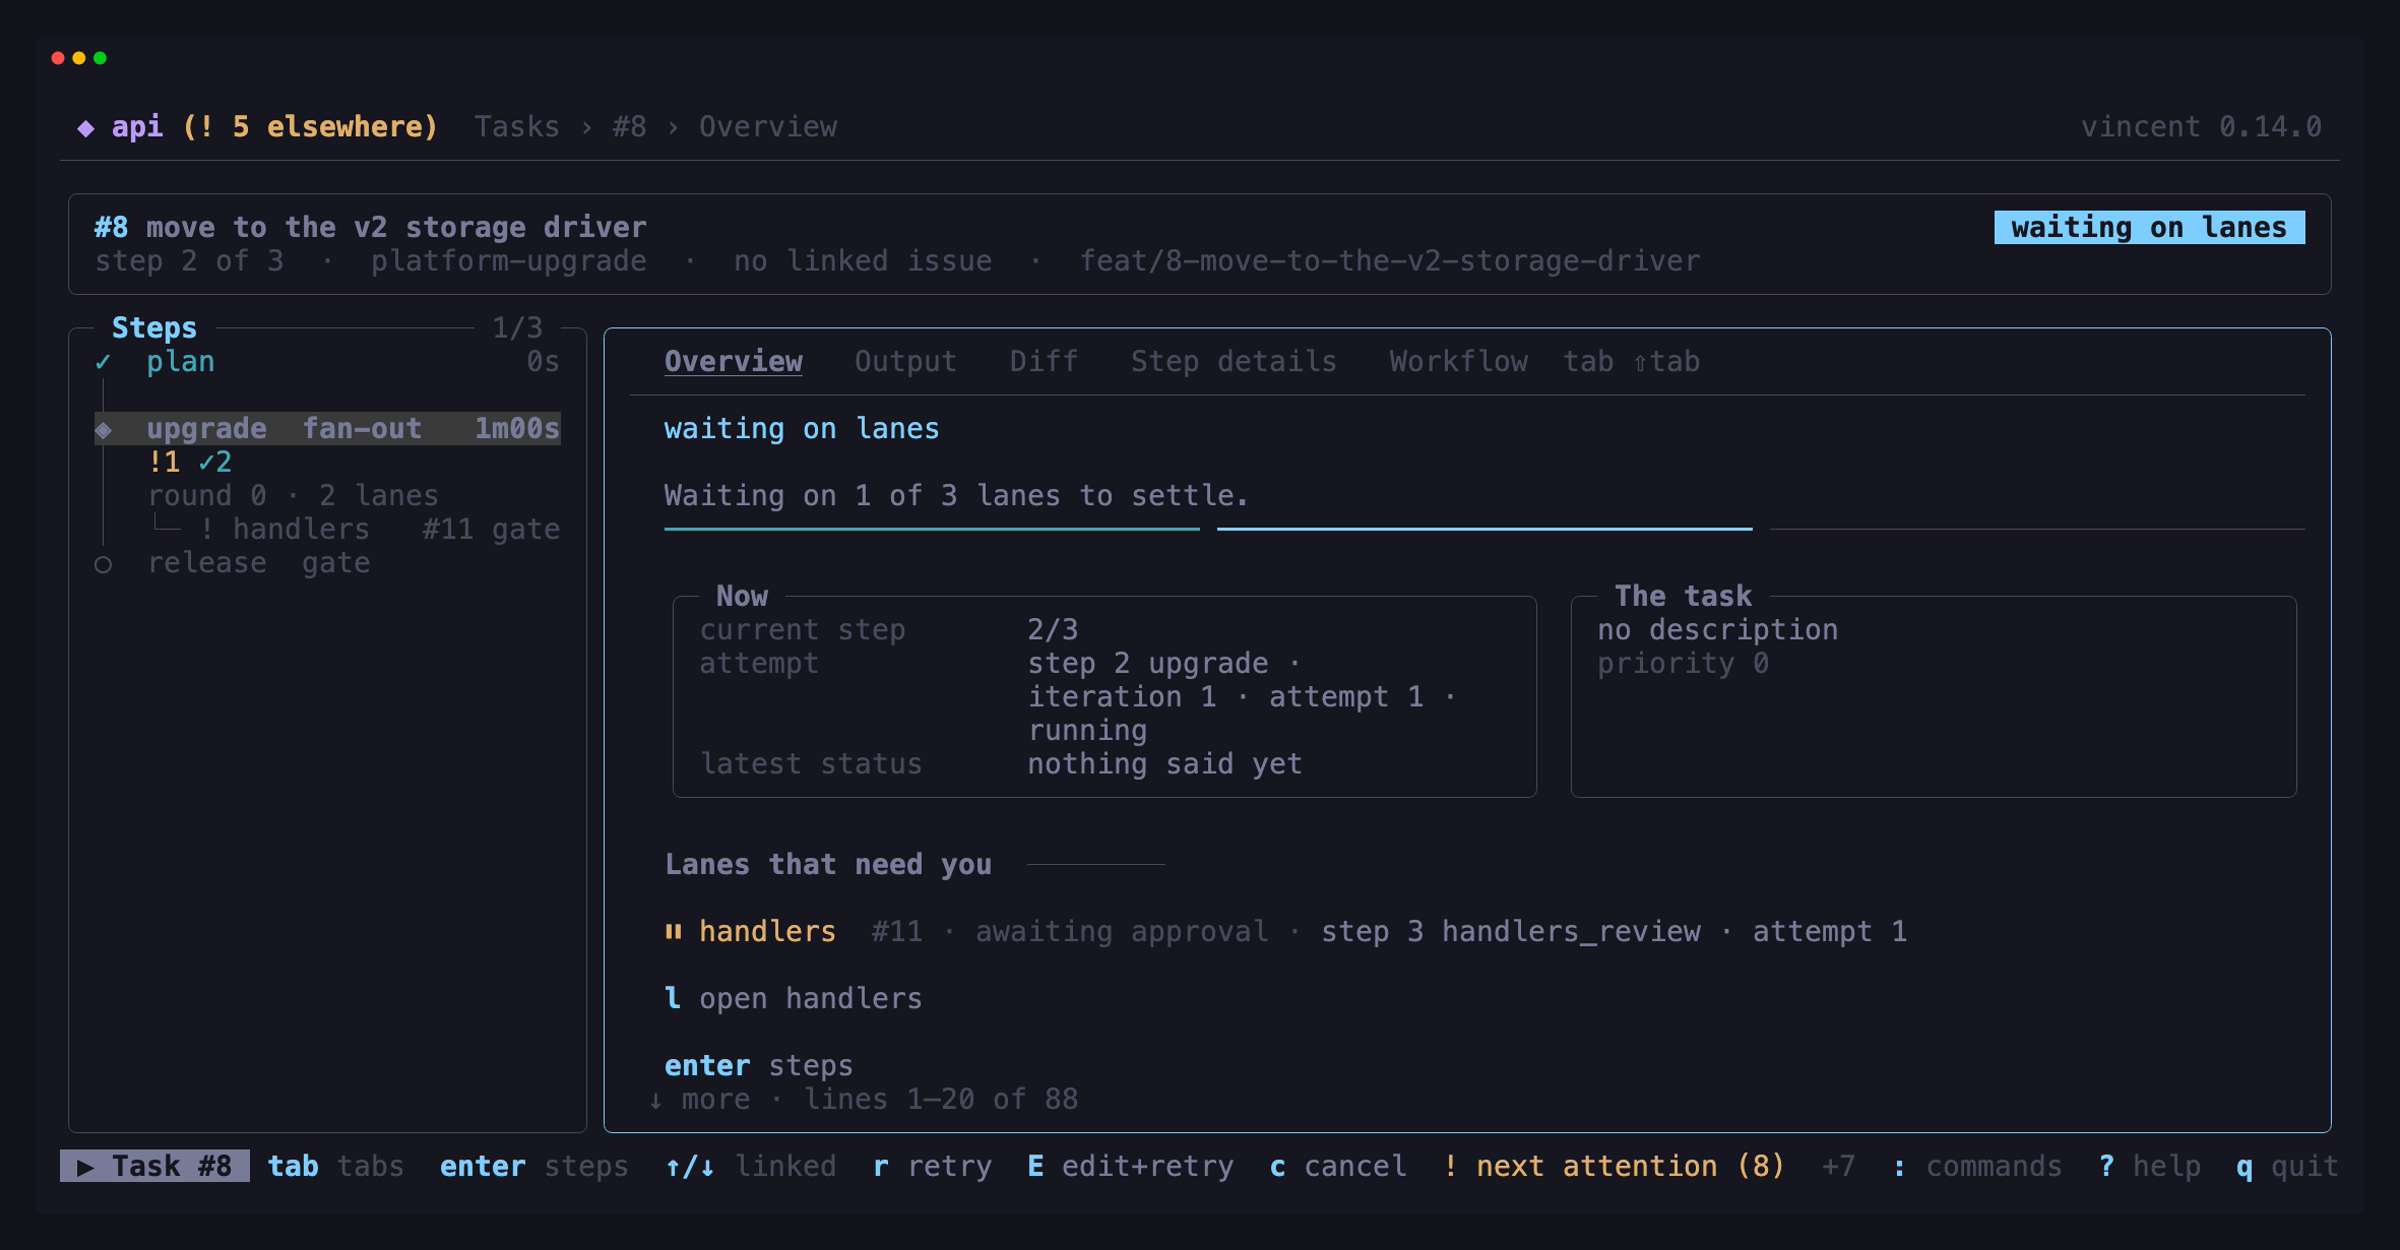 ◆ api (! 5 elsewhere) Tasks › #8 › Overview vincent 0.14.0
#8 move to the v2 storage driver waiting on lanes
step 2 of 3 · platform-upgrade · no linked issue · feat/8-move-to-the-v2-storage-driver
Steps 1/3
✓ plan 0s
◈ upgrade fan-out 1m00s
!1 ✓2
round 0 · 2 lanes
└─ ! handlers #11 gate
○ release gate
Overview Output Diff Step details Workflow tab ⇧tab
waiting on lanes
Waiting on 1 of 3 lanes to settle.
Now
current step 2/3
attempt step 2 upgrade ·
iteration 1 · attempt 1 ·
running
latest status nothing said yet
The task
no description
priority 0
Lanes that need you
handlers #11 · awaiting approval · step 3 handlers_review · attempt 1
l open handlers
enter steps
↓ more · lines 1–20 of 88
▶ Task #8 tab tabs enter steps ↑/↓ linked r retry E edit+retry c cancel ! next attention (8) +7 : commands ? help q quit